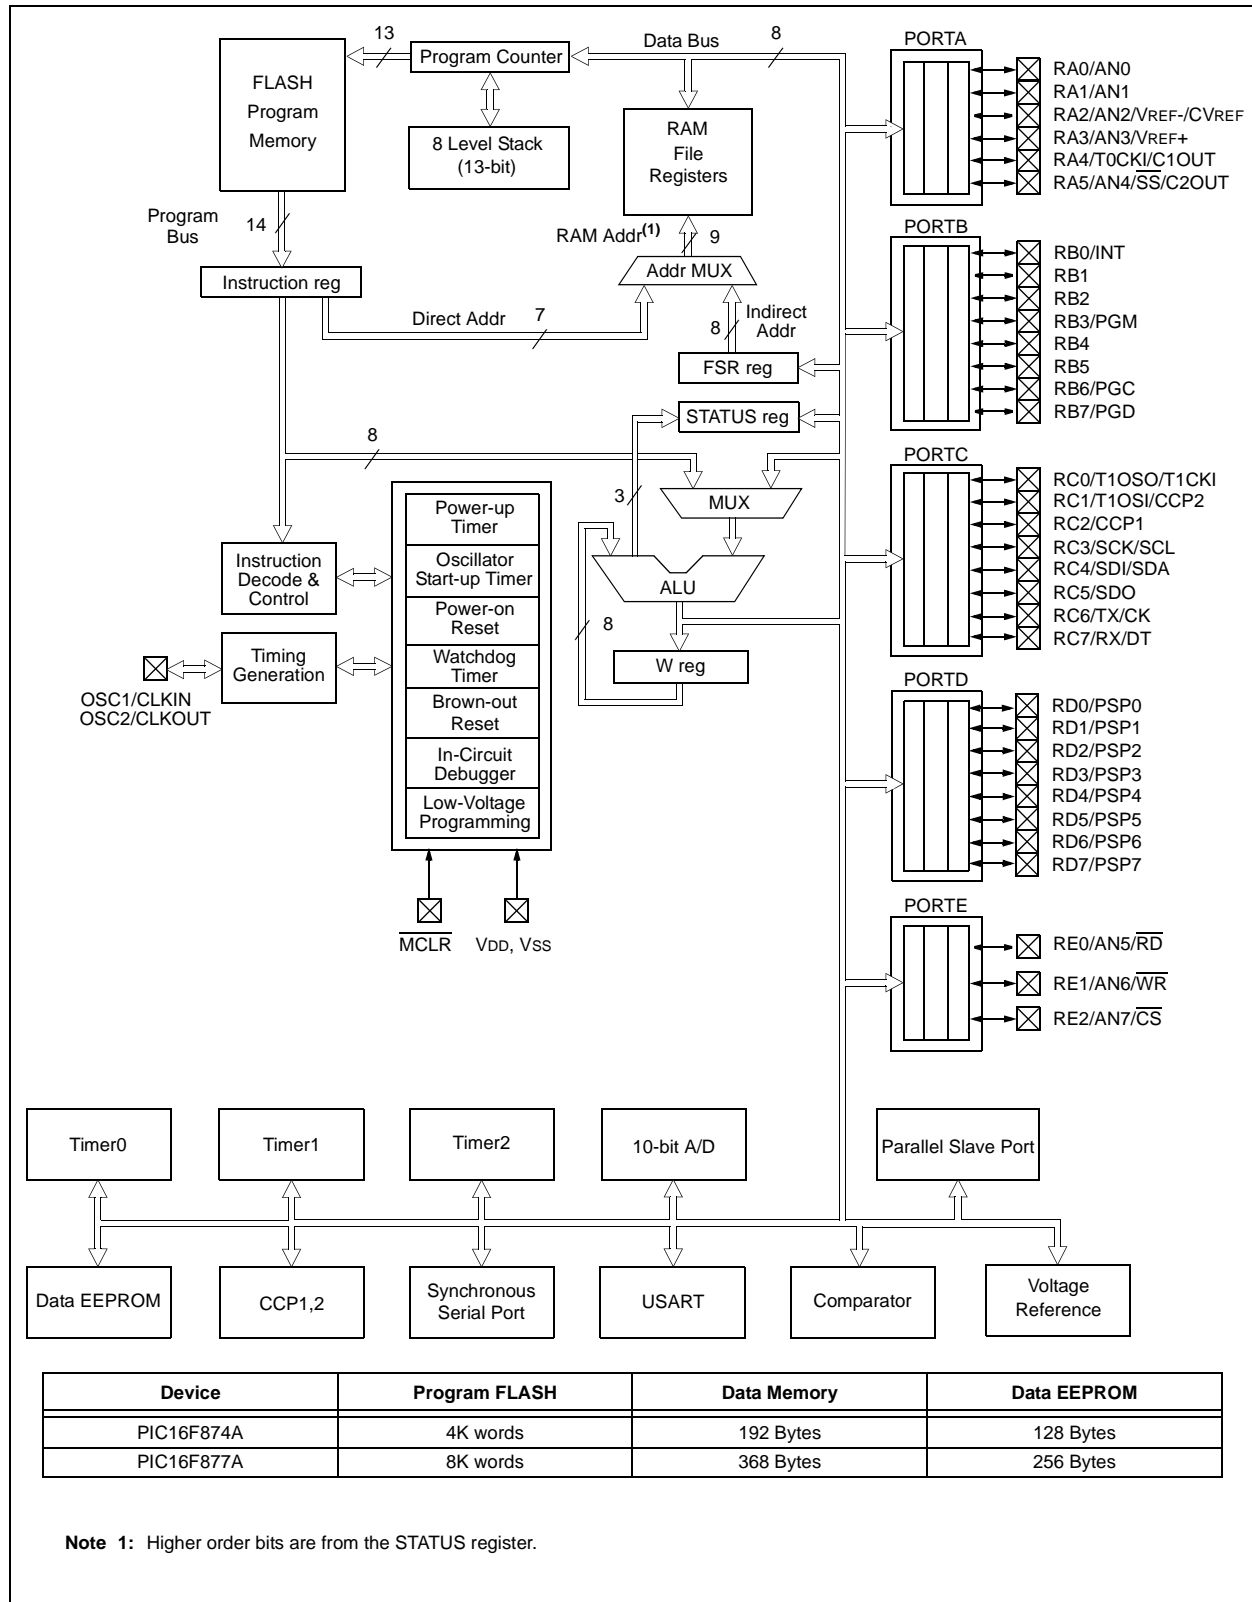 13
Data Bus
8
PORTA
Program Counter
FLASH
Program
Memory
8 Level Stack
(13-bit)
RAM
File
Registers
RA0/AN0
RA1/AN1
RA2/AN2/VREF-/CVREF
RA3/AN3/VREF+
RA4/T0CKI/C1OUT
RA5/AN4/SS/C2OUT
Program
Bus
14
RAM Addr(1)
9
PORTB
Instruction reg
Addr MUX
RB0/INT
RB1
RB2
RB3/PGM
RB4
RB5
RB6/PGC
RB7/PGD
Direct Addr
7
8
Indirect
Addr
FSR reg
STATUS reg
8
PORTC
3
MUX
RC0/T1OSO/T1CKI
RC1/T1OSI/CCP2
RC2/CCP1
RC3/SCK/SCL
RC4/SDI/SDA
RC5/SDO
RC6/TX/CK
RC7/RX/DT
Power-up
Timer
Oscillator
Start-up Timer
Power-on
Reset
Watchdog
Timer
Brown-out
Reset
In-Circuit
Debugger
Low-Voltage
Programming
Instruction
Decode &
Control
ALU
8
W reg
Timing
Generation
OSC1/CLKIN
OSC2/CLKOUT
PORTD
RD0/PSP0
RD1/PSP1
RD2/PSP2
RD3/PSP3
RD4/PSP4
RD5/PSP5
RD6/PSP6
RD7/PSP7
MCLR
VDD, VSS
PORTE
RE0/AN5/RD
RE1/AN6/WR
RE2/AN7/CS
Timer0
Timer1
Timer2
10-bit A/D
Parallel Slave Port
Data EEPROM
CCP1,2
Synchronous
Serial Port
USART
Comparator
Voltage
Reference
Device Program FLASH Data Memory Data EEPROM
PIC16F874A 4K words 192 Bytes 128 Bytes
PIC16F877A 8K words 368 Bytes 256 Bytes
Note 1: Higher order bits are from the STATUS register.